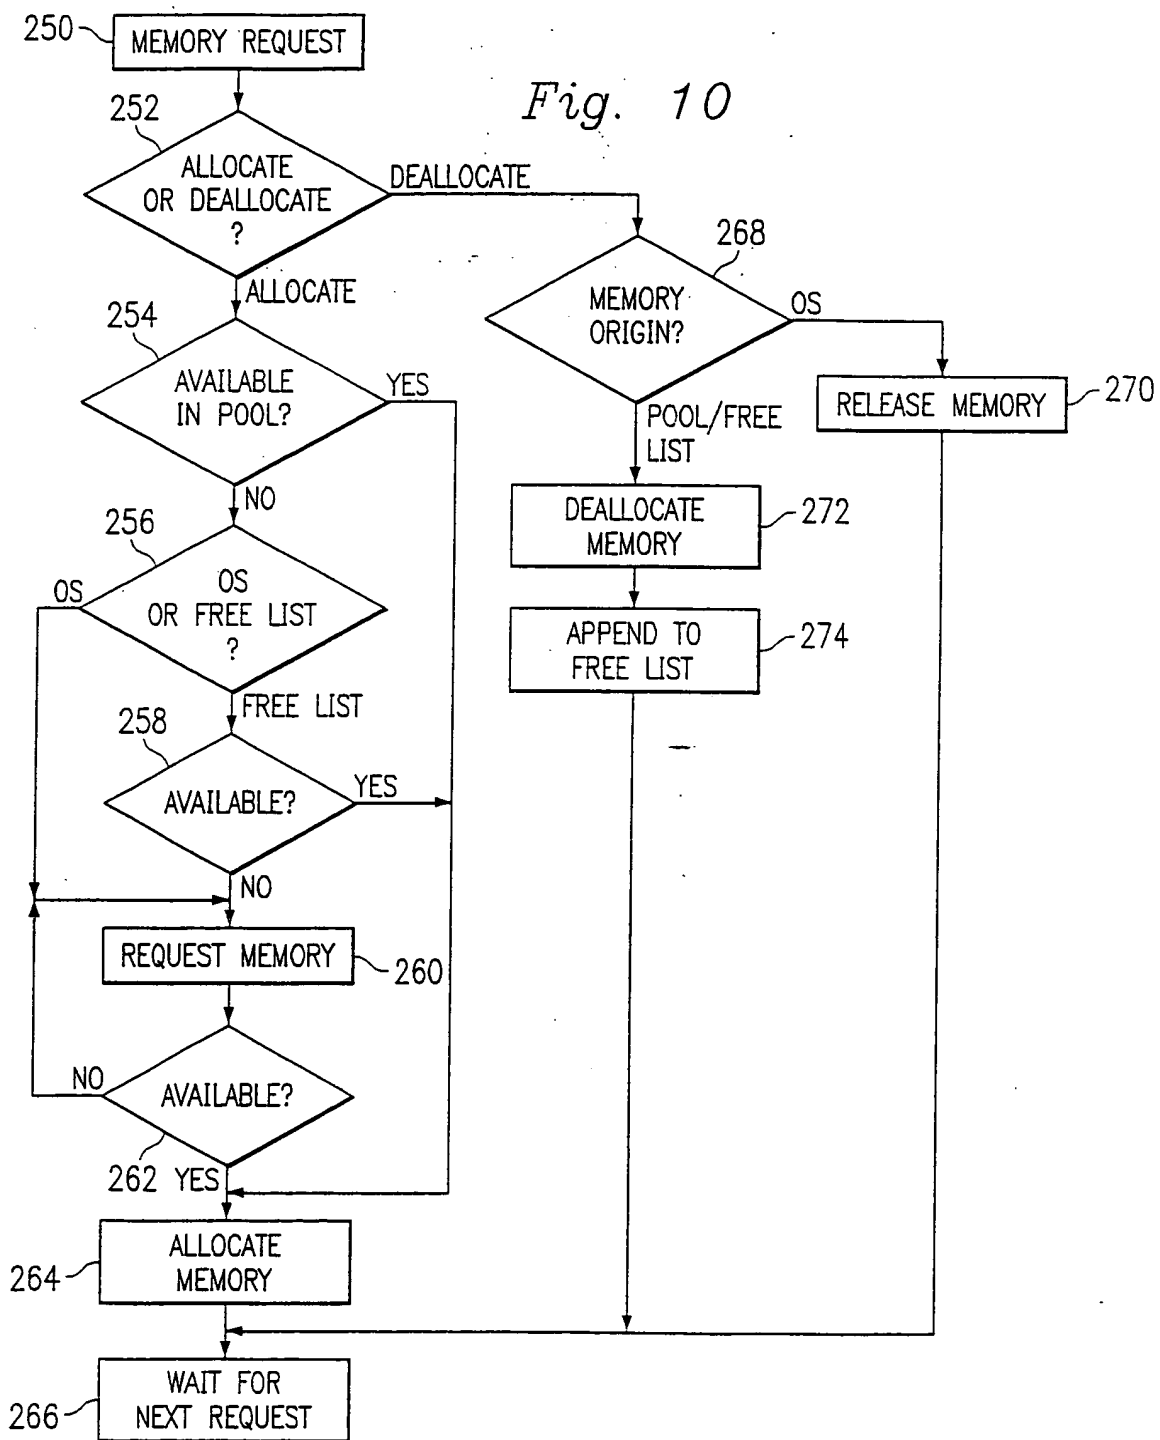 250
MEMORY REQUEST
Fig. 10
252
ALLOCATE
OR DEALLOCATE
?
DEALLOCATE
ALLOCATE
268
MEMORY
ORIGIN?
OS
254
AVAILABLE
IN POOL?
YES
RELEASE MEMORY
270
POOL/FREE
LIST
NO
DEALLOCATE
MEMORY
272
256
OS
OS
OR FREE LIST
?
APPEND TO
FREE LIST
274
FREE LIST
258
AVAILABLE?
YES
NO
REQUEST MEMORY
260
NO
AVAILABLE?
262
YES
ALLOCATE
MEMORY
264
WAIT FOR
NEXT REQUEST
266